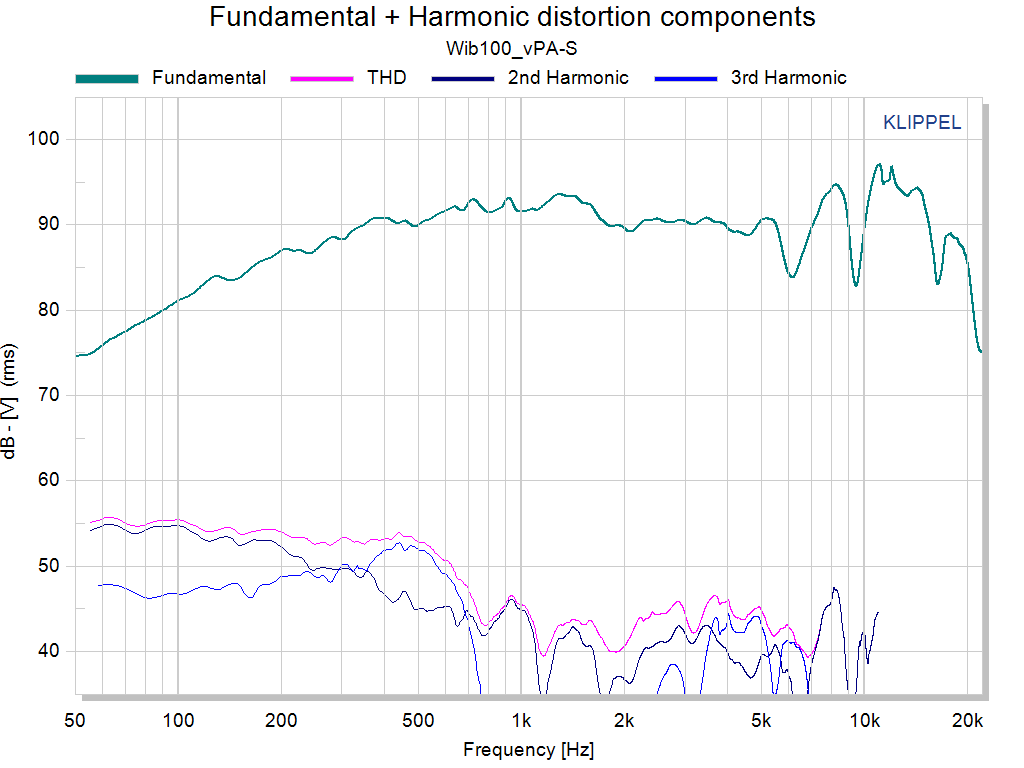 Fundamental + Harmonic distortion components
Wib100_vPA-S
Fundamental THD 2nd Harmonic 3rd Harmonic
KLIPPEL
100
90
80
70
60
50
40
dB - [V] (rms)
50 100 200 500 1k 2k 5k 10k 20k
Frequency [Hz]